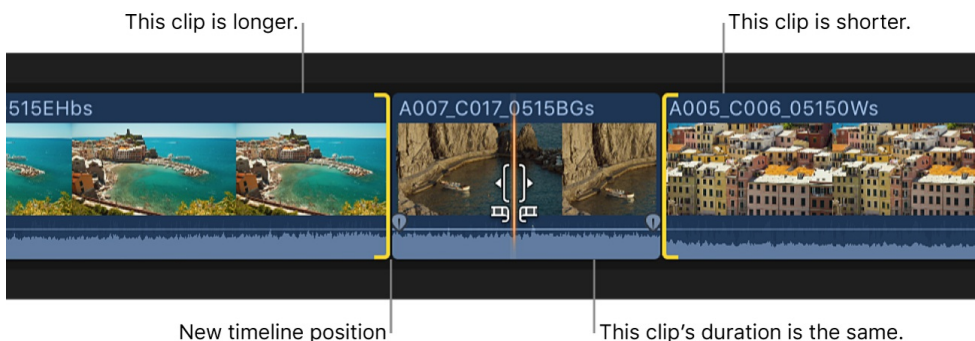 This clip is longer.
This clip is shorter.
515EHbs
A007_C017_0515BGs
A005_C006_05150Ws
New timeline position
This clip's duration is the same.